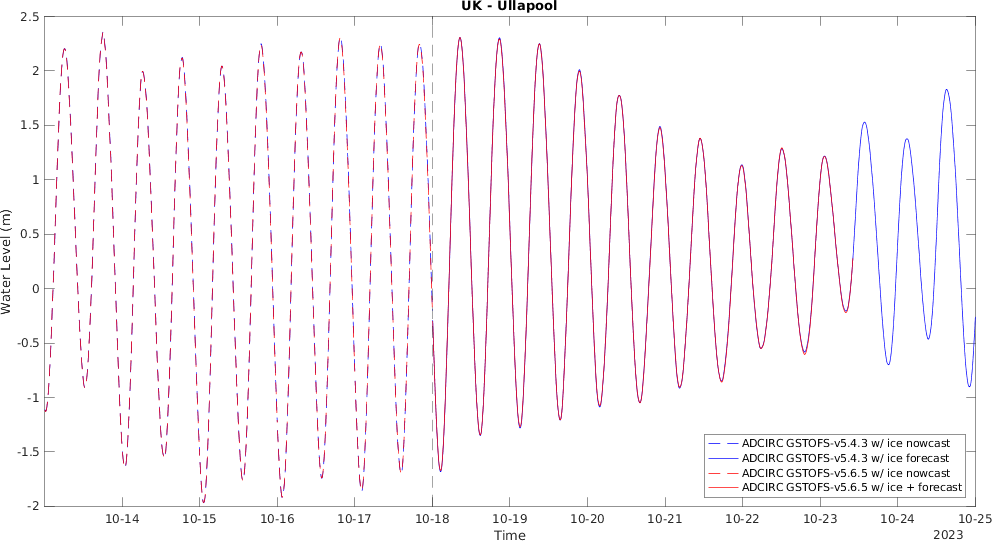 UK - Ullapool
2.5
2
1.5
1
0.5
0
-0.5
-1
-1.5
-2
Water Level (m)
10-14 10-15 10-16 10-17 10-18 10-19 10-20 10-21 10-22 10-23 10-24 10-25
Time
2023
ADCIRC GSTOFS-v5.4.3 w/ ice nowcast
ADCIRC GSTOFS-v5.4.3 w/ ice forecast
ADCIRC GSTOFS-v5.6.5 w/ ice nowcast
ADCIRC GSTOFS-v5.6.5 w/ ice + forecast